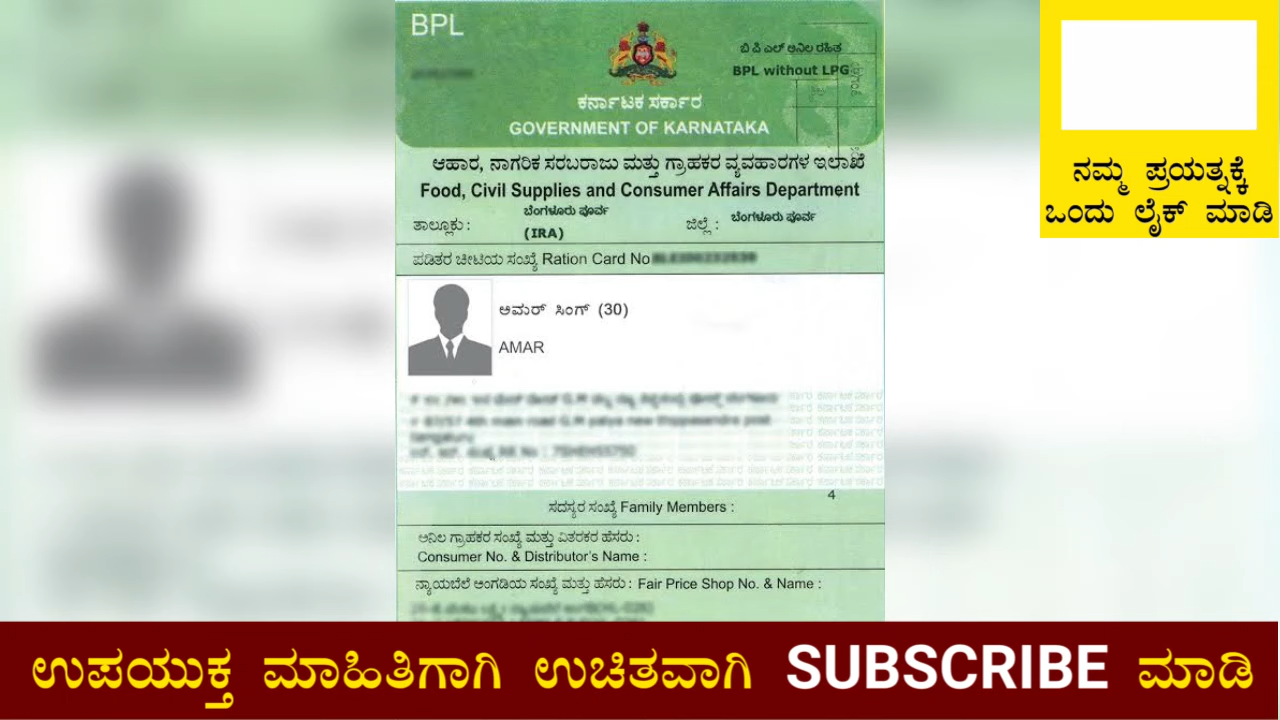 BPL
ಬಿ ಪಿ ಎಲ್ ಅನಿಲ ರಹಿತ
BPL without LPG
ಕರ್ನಾಟಕ ಸರ್ಕಾರ
GOVERNMENT OF KARNATAKA
ಆಹಾರ, ನಾಗರಿಕ ಸರಬರಾಜು ಮತ್ತು ಗ್ರಾಹಕರ ವ್ಯವಹಾರಗಳ ಇಲಾಖೆ
Food, Civil Supplies and Consumer Affairs Department
ತಾಲ್ಲೂಕು : ಬೆಂಗಳೂರು ಪೂರ್ವ (IRA) ಜಿಲ್ಲೆ : ಬೆಂಗಳೂರು ಪೂರ್ವ
ಪಡಿತರ ಚೀಟಿಯ ಸಂಖ್ಯೆ Ration Card No
ಅಮರ್ ಸಿಂಗ್ (30)
AMAR
4
ಸದಸ್ಯರ ಸಂಖ್ಯೆ Family Members :
ಅನಿಲ ಗ್ರಾಹಕರ ಸಂಖ್ಯೆ ಮತ್ತು ವಿತರಕರ ಹೆಸರು :
Consumer No. & Distributor's Name :
ನ್ಯಾಯಬೆಲೆ ಅಂಗಡಿಯ ಸಂಖ್ಯೆ ಮತ್ತು ಹೆಸರು : Fair Price Shop No. & Name :
ನಮ್ಮ ಪ್ರಯತ್ನಕ್ಕೆ
ಒಂದು ಲೈಕ್ ಮಾಡಿ
ಉಪಯುಕ್ತ ಮಾಹಿತಿಗಾಗಿ ಉಚಿತವಾಗಿ SUBSCRIBE ಮಾಡಿ